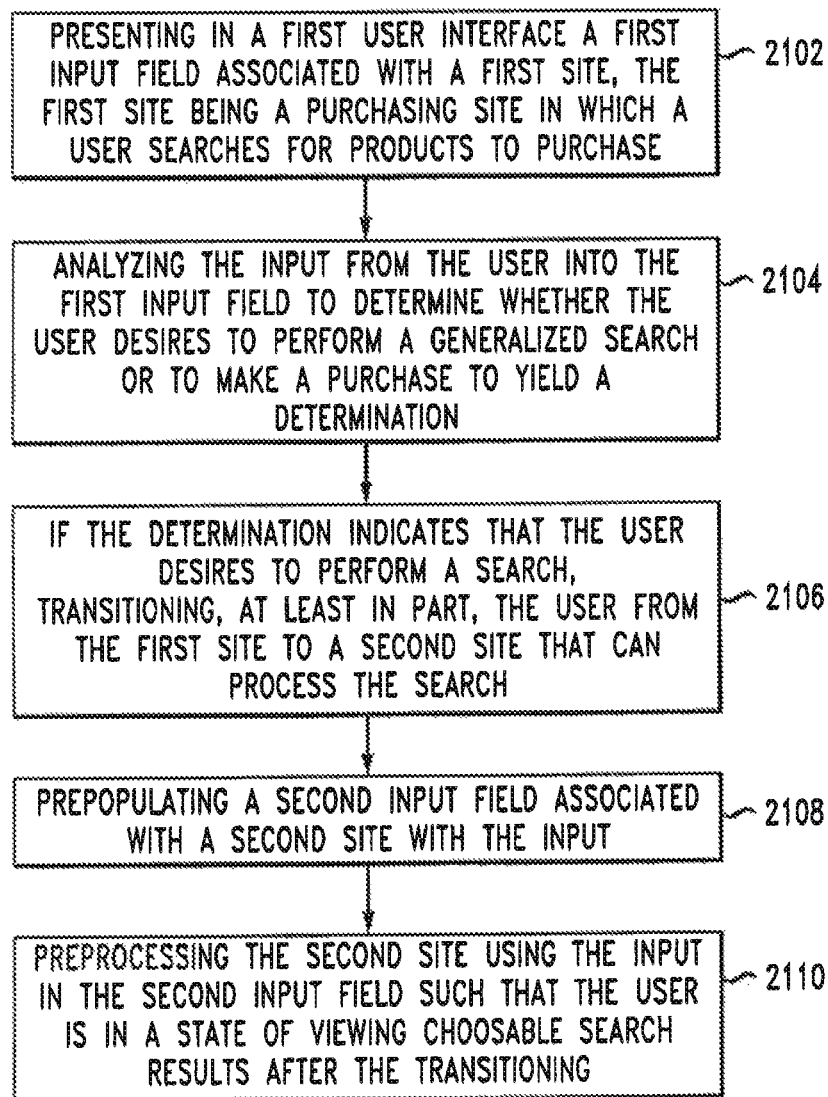 PRESENTING IN A FIRST USER INTERFACE A FIRST
INPUT FIELD ASSOCIATED WITH A FIRST SITE, THE
FIRST SITE BEING A PURCHASING SITE IN WHICH A
USER SEARCHES FOR PRODUCTS TO PURCHASE
2102
ANALYZING THE INPUT FROM THE USER INTO THE
FIRST INPUT FIELD TO DETERMINE WHETHER THE
USER DESIRES TO PERFORM A GENERALIZED SEARCH
OR TO MAKE A PURCHASE TO YIELD A
DETERMINATION
2104
IF THE DETERMINATION INDICATES THAT THE USER
DESIRES TO PERFORM A SEARCH,
TRANSITIONING, AT LEAST IN PART, THE USER FROM
THE FIRST SITE TO A SECOND SITE THAT CAN
PROCESS THE SEARCH
2106
PREPOPULATING A SECOND INPUT FIELD ASSOCIATED
WITH A SECOND SITE WITH THE INPUT
2108
PREPROCESSING THE SECOND SITE USING THE INPUT
IN THE SECOND INPUT FIELD SUCH THAT THE USER
IS IN A STATE OF VIEWING CHOOSABLE SEARCH
RESULTS AFTER THE TRANSITIONING
2110